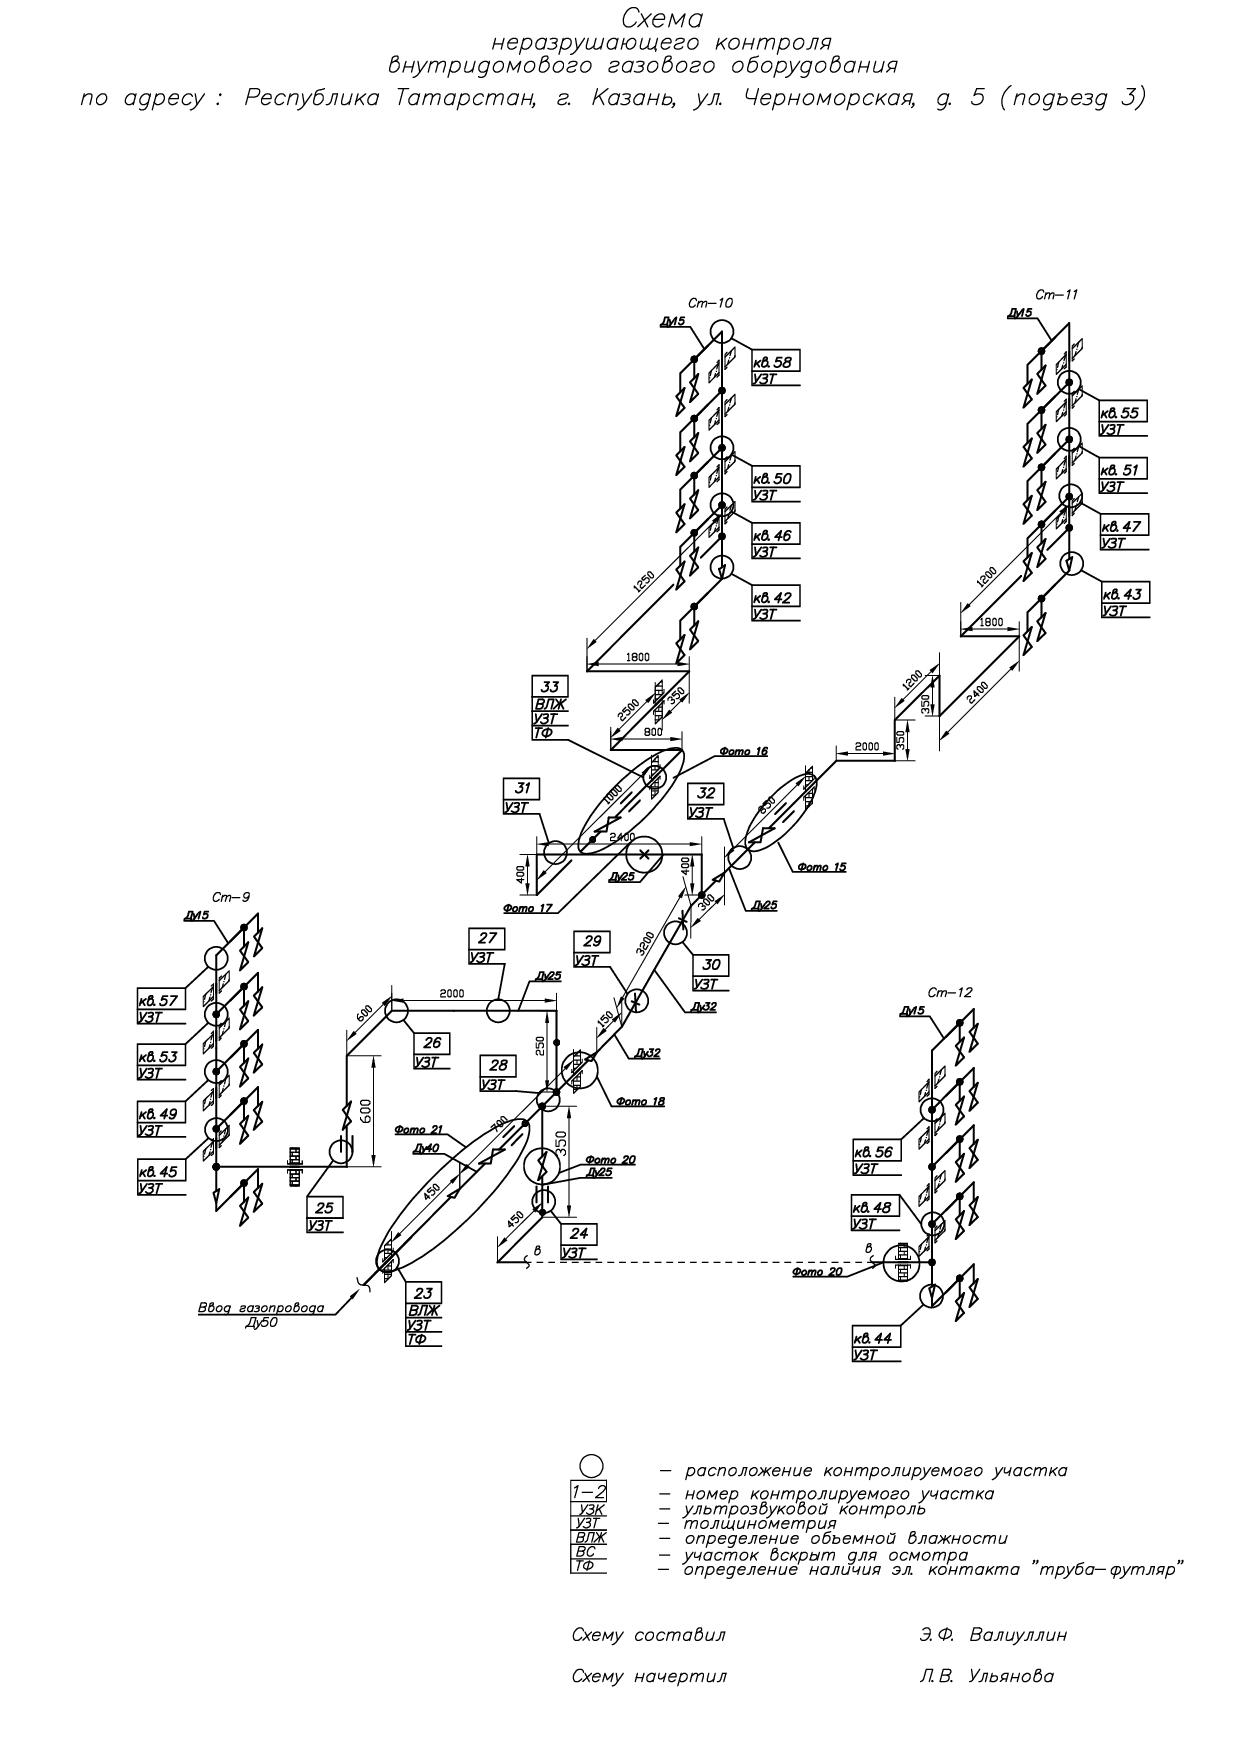 Схема
неразрушающего контроля
внутридомового газового оборудования
по адресу : Республика Татарстан, г. Казань, ул. Черноморская, д. 5 (подъезд 3)
Ст-10
Ду15
кв. 58
УЗТ
кв. 50
УЗТ
кв. 46
УЗТ
кв. 42
УЗТ
1250
1800
350
2500
800
Ст-11
Ду15
кв. 55
УЗТ
кв. 51
УЗТ
кв. 47
УЗТ
кв. 43
УЗТ
1200
1800
2400
1200
350
350
2000
33
ВЛЖ
УЗТ
ТФ
Фото 16
1000
31
УЗТ
32
УЗТ
850
2400
400
Ду25
400
Фото 15
Фото 17
300
Ду25
Ст-9
Ду15
кв. 57
УЗТ
кв. 53
УЗТ
кв. 49
УЗТ
кв. 45
УЗТ
27
УЗТ
29
УЗТ
3200
30
УЗТ
Ду25
2000
600
Ду32
150
26
УЗТ
250
28
УЗТ
Ду32
600
Фото 18
700
Фото 21
Ду40
350
Фото 20
Ду25
450
25
УЗТ
450
24
УЗТ
в
в
23
ВЛЖ
УЗТ
ТФ
Ввод газопровода
Ду50
Ст-12
Ду15
кв. 56
УЗТ
кв. 48
УЗТ
Фото 20
кв. 44
УЗТ
– расположение контролируемого участка
1-2 – номер контролируемого участка
УЗК – ультрозвуковой контроль
УЗТ – толщинометрия
ВЛЖ – определение объемной влажности
ВС – участок вскрыт для осмотра
ТФ – определение наличия эл. контакта "труба-футляр"
Схему составил Э.Ф. Валиуллин
Схему начертил Л.В. Ульянова